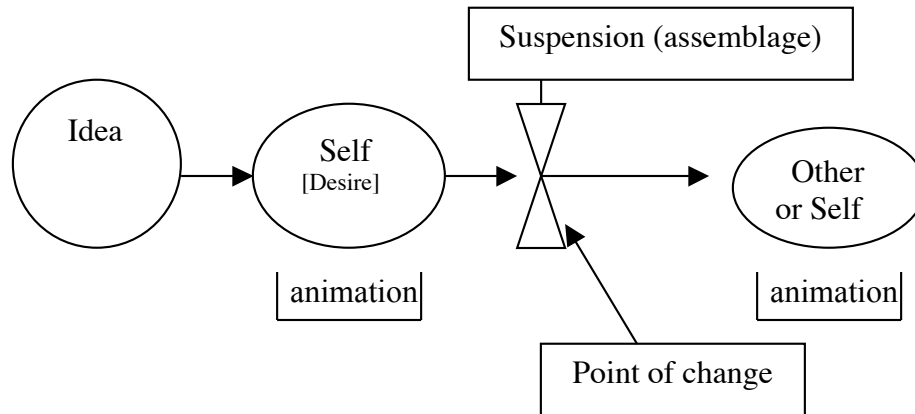 Suspension (assemblage)
Idea
Self
[Desire]
Other
or Self
animation
animation
Point of change